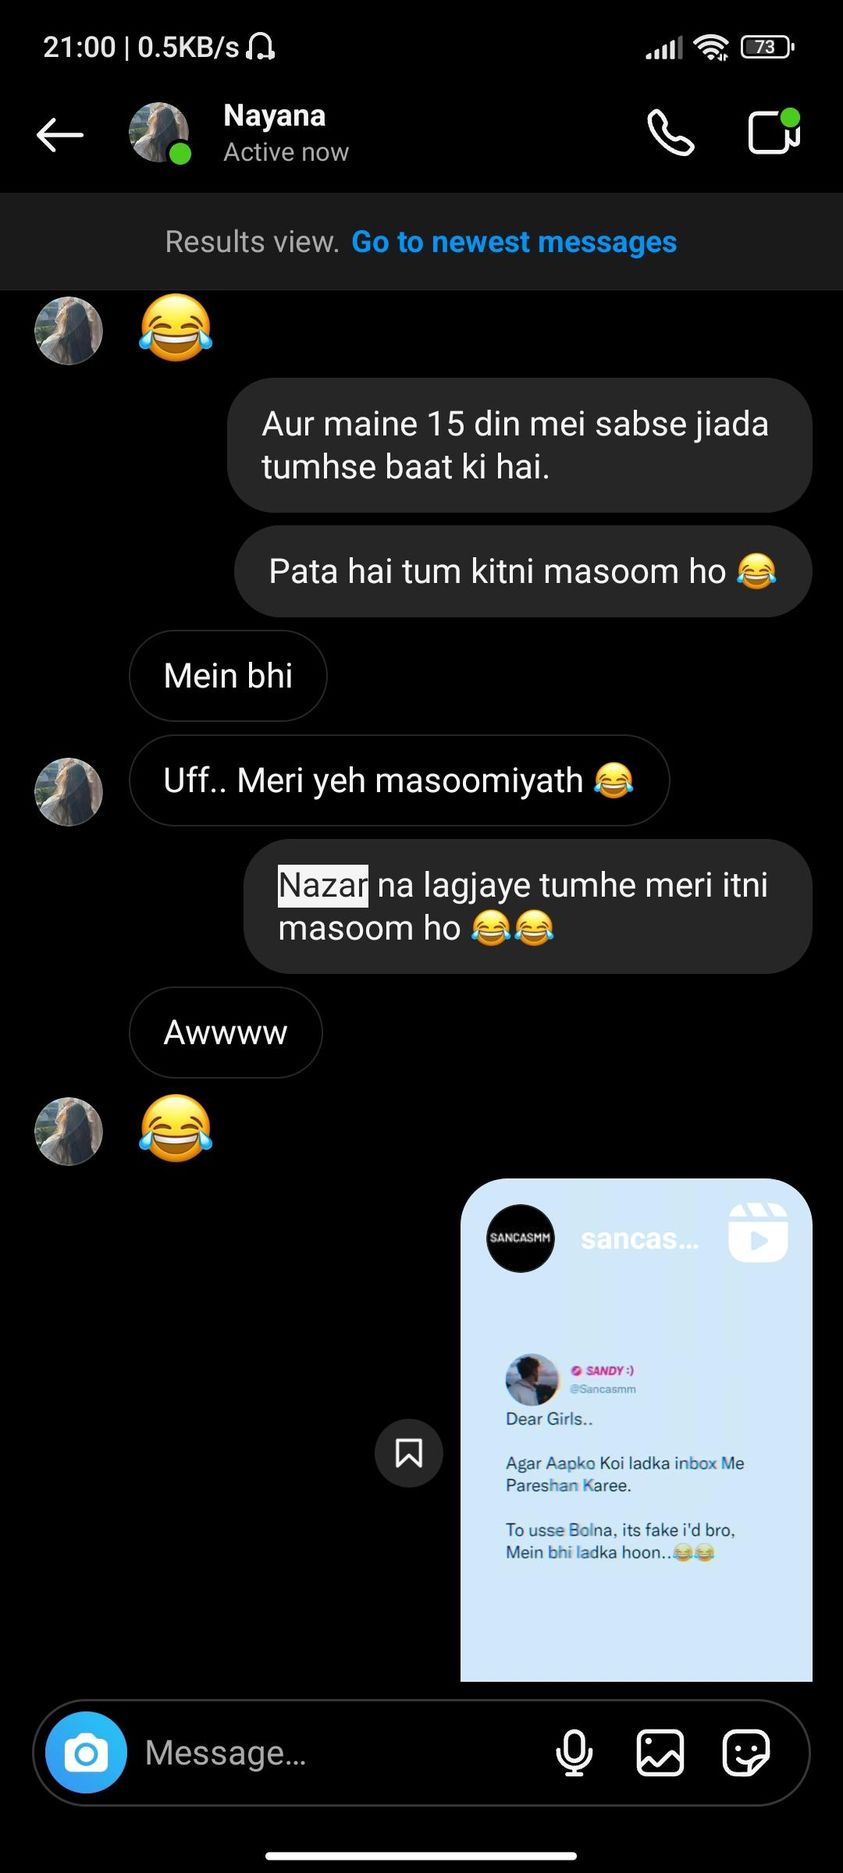 21:00 | 0.5KB/s
73
Nayana
Active now
Results view. Go to newest messages
😂
Aur maine 15 din mei sabse jiada
tumhse baat ki hai.
Pata hai tum kitni masoom ho 😂
Mein bhi
Uff.. Meri yeh masoomiyath 😂
Nazar na lagjaye tumhe meri itni
masoom ho 😂😂
Awwww
😂
SANCASMM
sancas...
SANDY :)
@Sancasmm
Dear Girls..
Agar Aapko Koi ladka inbox Me
Pareshan Karee.
To usse Bolna, its fake i'd bro,
Mein bhi ladka hoon..😂😂
Message...